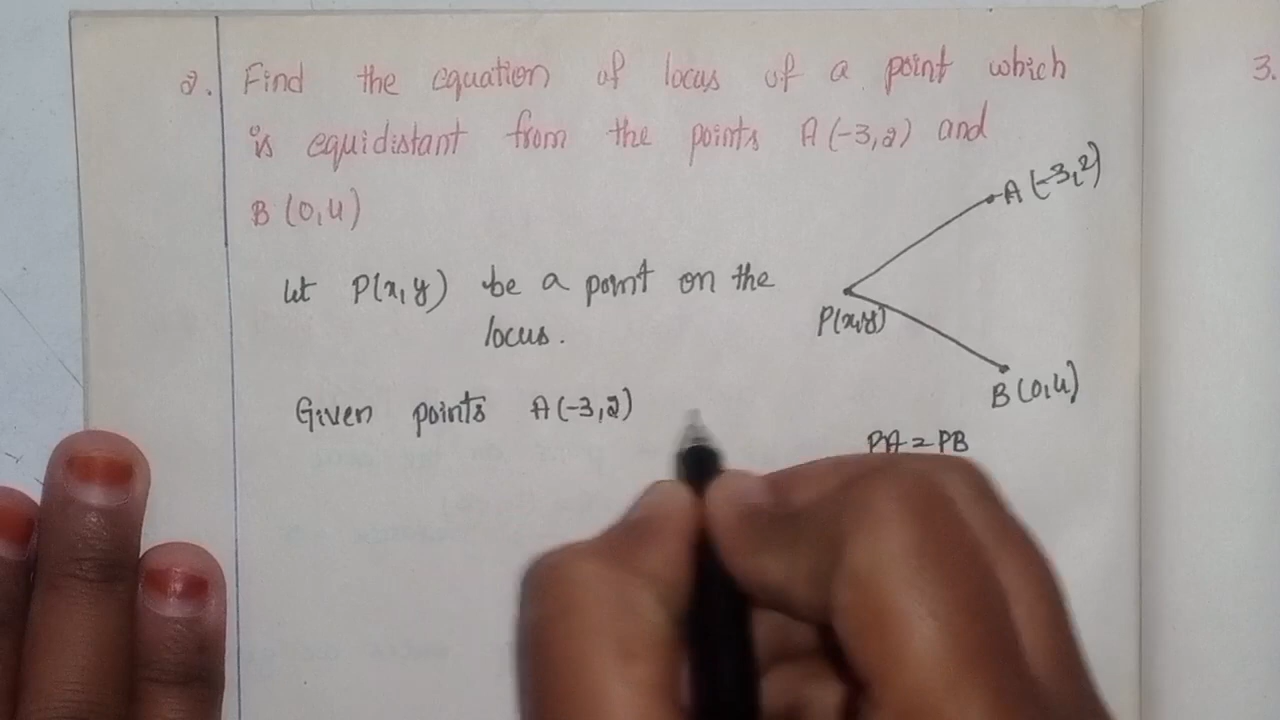 2. Find the equation of locus of a point which
is equidistant from the points A(-3,2) and
B(0,4)
A(-3,2)
Let P(x,y) be a point on the
locus.
P(x,y)
B(0,4)
Given points A(-3,2)
PA = PB
3.